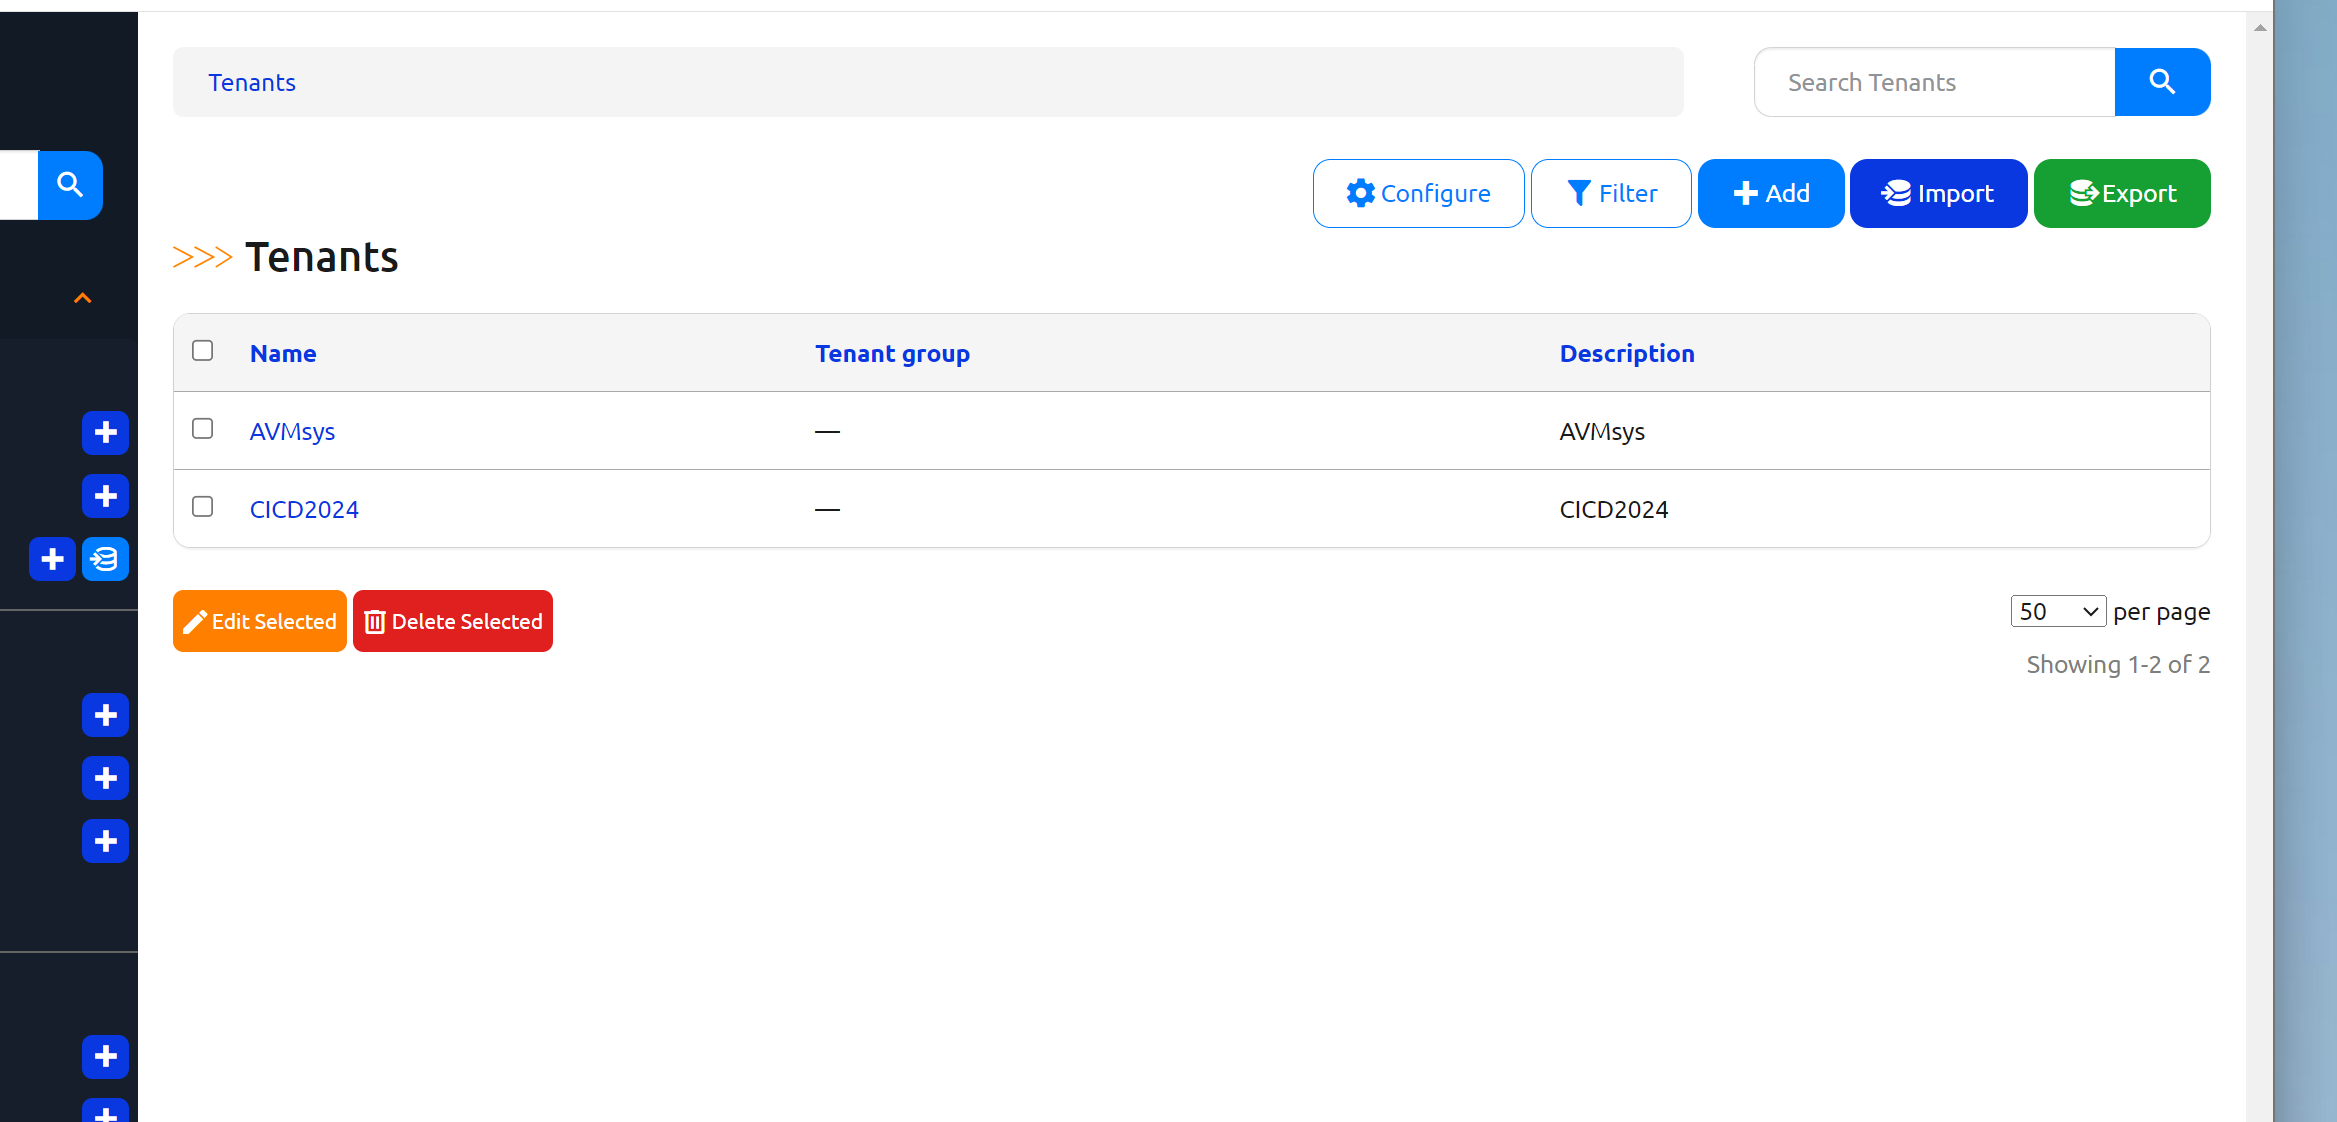 Tenants
Search Tenants
Configure
Filter
Add
Import
Export
>>> Tenants
Name Tenant group Description
AVMsys — AVMsys
CICD2024 — CICD2024
Edit Selected
Delete Selected
50 per page
Showing 1-2 of 2